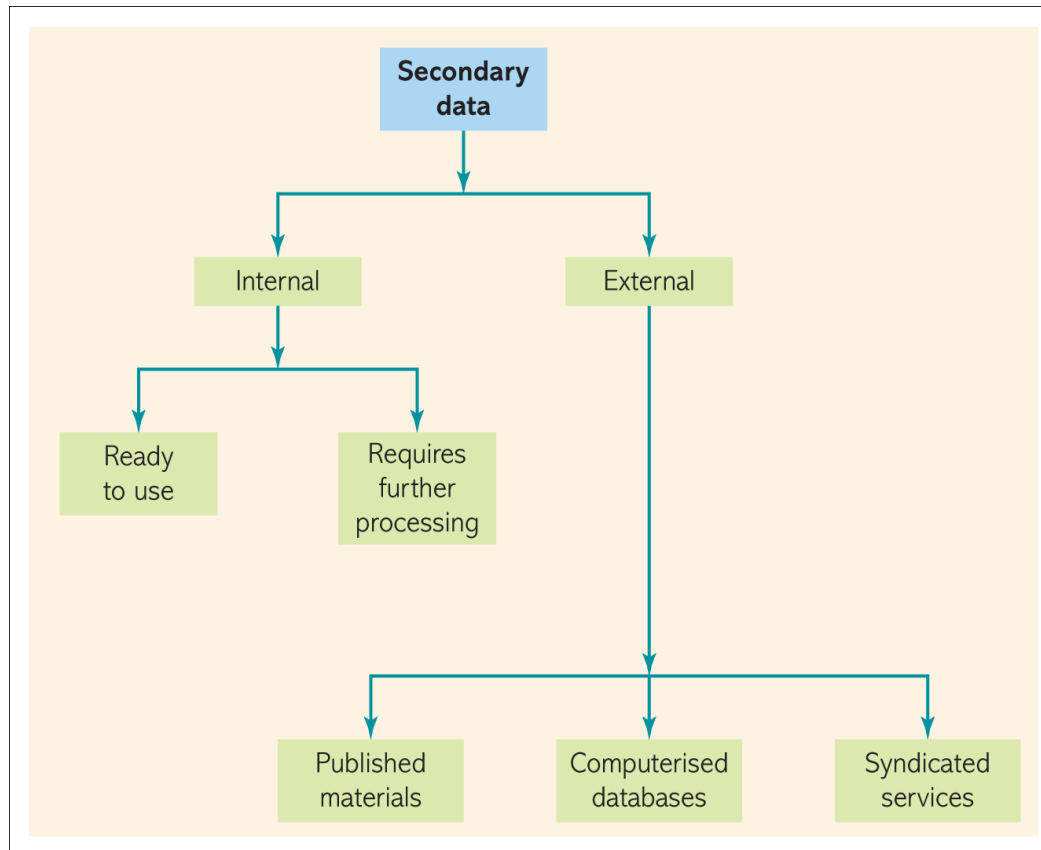 Secondary
data
Internal
External
Ready
to use
Requires
further
processing
Published
materials
Computerised
databases
Syndicated
services